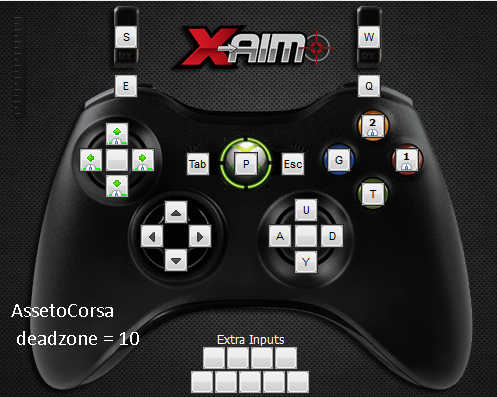 S
X-AIM
W
E
Q
2
Tab
P
Esc
G
1
T
U
A
D
Y
AssetoCorsa
deadzone = 10
Extra Inputs